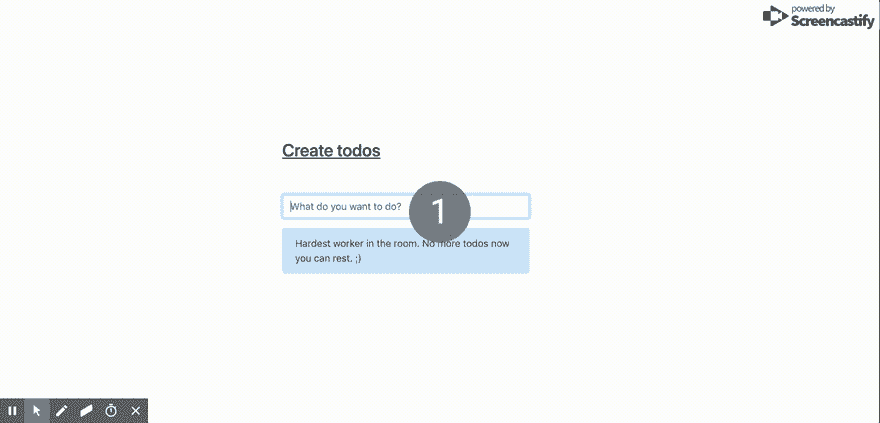 powered by
Screencastify
Create todos
What do you want to do?
1
Hardest worker in the room. No more todos now
you can rest. ;)